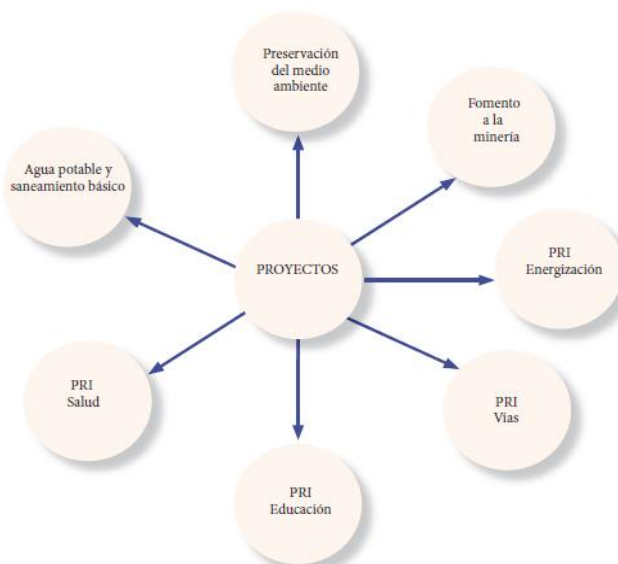 Preservación
del medio
ambiente
Fomento
a la
minería
Agua potable y
saneamiento básico
PROYECTOS
PRI
Energización
PRI
Salud
PRI
Vias
PRI
Educación